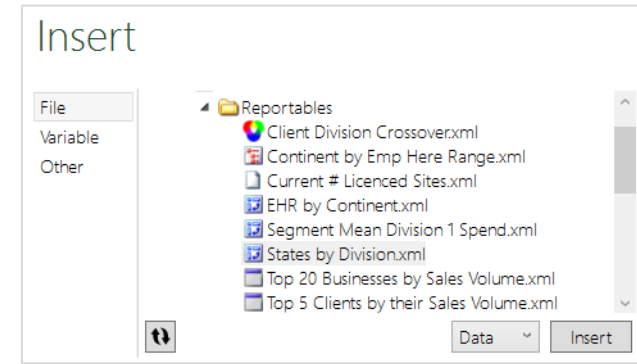 Insert
File
Variable
Other
Reportables
Client Division Crossover.xml
Continent by Emp Here Range.xml
Current # Licenced Sites.xml
EHR by Continent.xml
Segment Mean Division 1 Spend.xml
States by Division.xml
Top 20 Businesses by Sales Volume.xml
Top 5 Clients by their Sales Volume.xml
Data
Insert